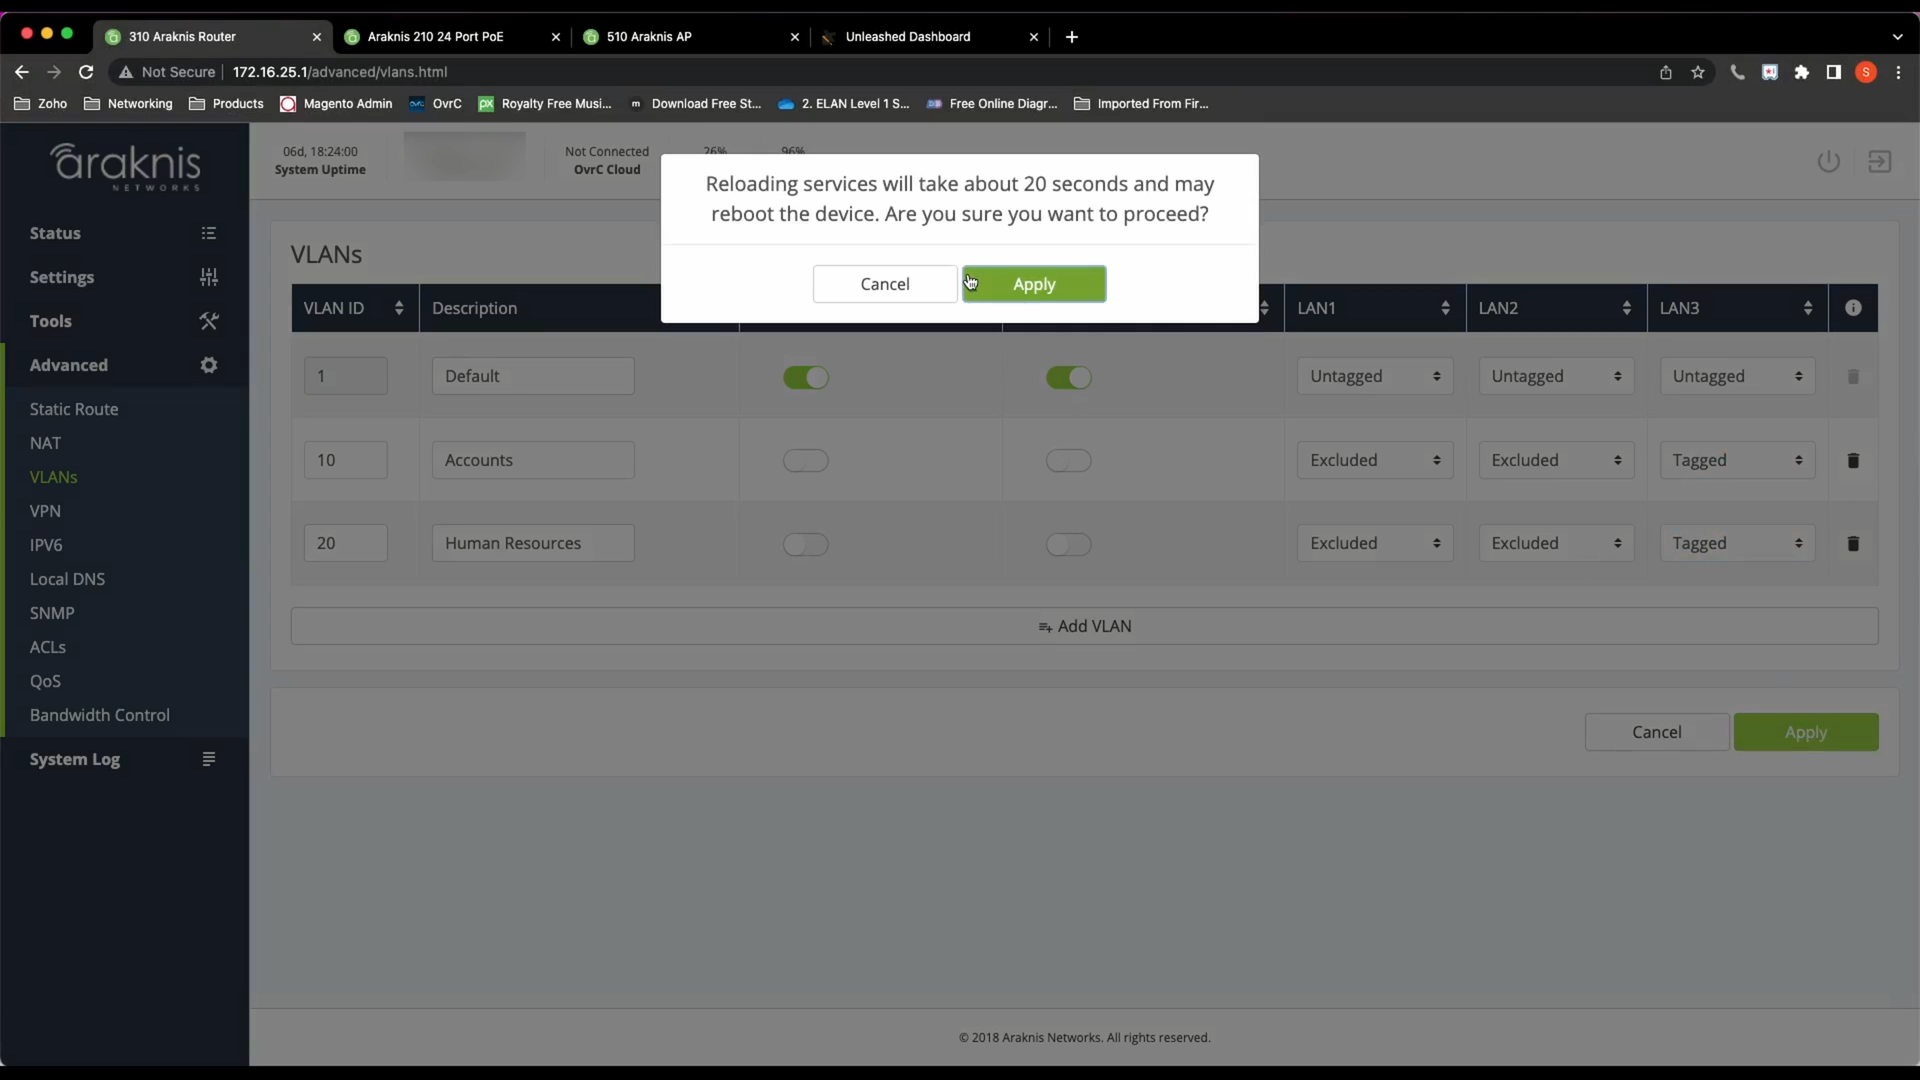 310 Araknis Router
Araknis 210 24 Port PoE
510 Araknis AP
Unleashed Dashboard
Not Secure
172.16.25.1/advanced/vlans.html
S
Zoho
Networking
Products
Magento Admin
OvrC
Royalty Free Musi...
Download Free St...
2. ELAN Level 1 S...
Free Online Diagr...
Imported From Fir...
araknis
NETWORKS
06d, 18:24:00
System Uptime
Not Connected
OvrC Cloud
26%
96%
Reloading services will take about 20 seconds and may
reboot the device. Are you sure you want to proceed?
Cancel
Apply
Status
Settings
Tools
Advanced
Static Route
NAT
VLANs
VPN
IPV6
Local DNS
SNMP
ACLs
QoS
Bandwidth Control
System Log
VLANs
VLAN ID
Description
LAN1
LAN2
LAN3
1
Default
Untagged
Untagged
Untagged
10
Accounts
Excluded
Excluded
Tagged
20
Human Resources
Excluded
Excluded
Tagged
Add VLAN
Cancel
Apply
© 2018 Araknis Networks. All rights reserved.